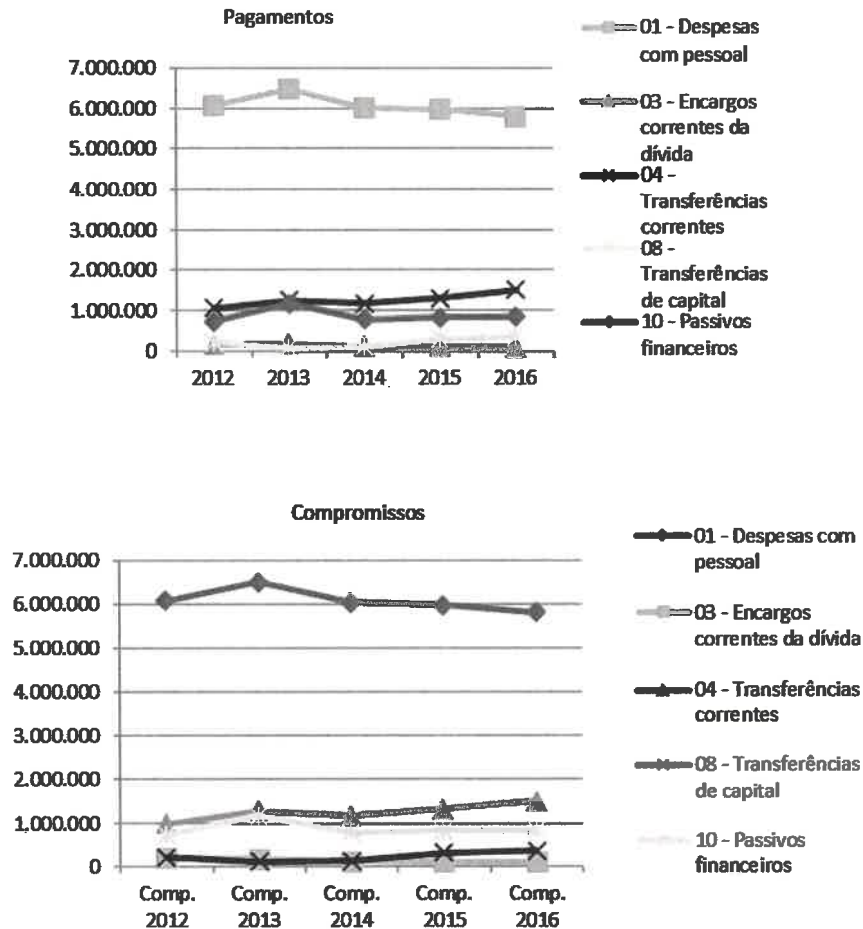 Pagamentos
7.000.000
6.000.000
5.000.000
4.000.000
3.000.000
2.000.000
1.000.000
0
2012 2013 2014 2015 2016
01 - Despesas
com pessoal
03 - Encargos
correntes da
dívida
04 -
Transferências
correntes
08 -
Transferências
de capital
10 - Passivos
financeiros
Compromissos
7.000.000
6.000.000
5.000.000
4.000.000
3.000.000
2.000.000
1.000.000
0
Comp. Comp. Comp. Comp. Comp.
2012 2013 2014 2015 2016
01 - Despesas com
pessoal
03 - Encargos
correntes da dívida
04 - Transferências
correntes
08 - Transferências
de capital
10 - Passivos
financeiros